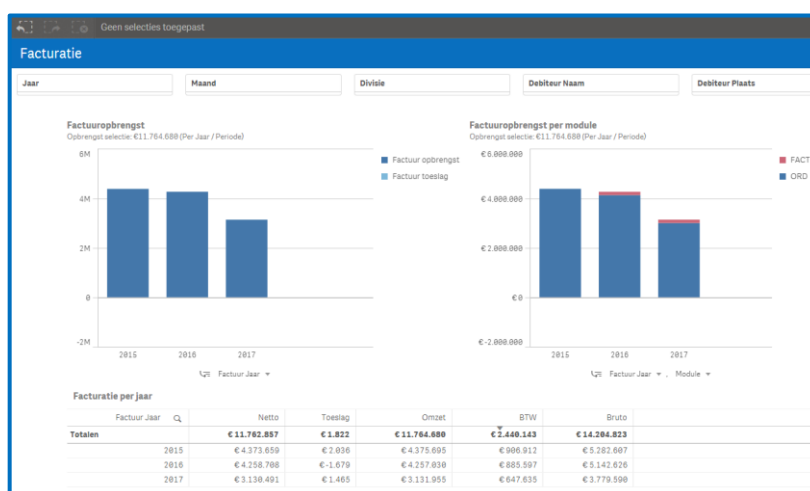 Geen selecties toegepast
Facturatie
Jaar Maand Divisie Debiteur Naam Debiteur Plaats
Factuuropbrengst
Opbrengst selectie: €11.764.680 (Per Jaar / Periode)
6M
4M
2M
0
-2M
2015 2016 2017
Factuur Jaar
Factuur opbrengst
Factuur toeslag
Factuuropbrengst per module
Opbrengst selectie: €11.764.680 (Per Jaar / Periode)
€ 6.000.000
€ 4.000.000
€ 2.000.000
€ 0
€ -2.000.000
2015 2016 2017
Factuur Jaar , Module
FACT
ORD
Facturatie per jaar
Factuur Jaar Netto Toeslag Omzet BTW Bruto
Totalen € 11.762.857 € 1.822 € 11.764.680 € 2.440.143 € 14.204.823
2015 € 4.373.659 € 2.036 € 4.375.695 € 906.912 € 5.282.607
2016 € 4.258.708 € -1.679 € 4.257.030 € 885.597 € 5.142.626
2017 € 3.130.491 € 1.465 € 3.131.955 € 647.635 € 3.779.590